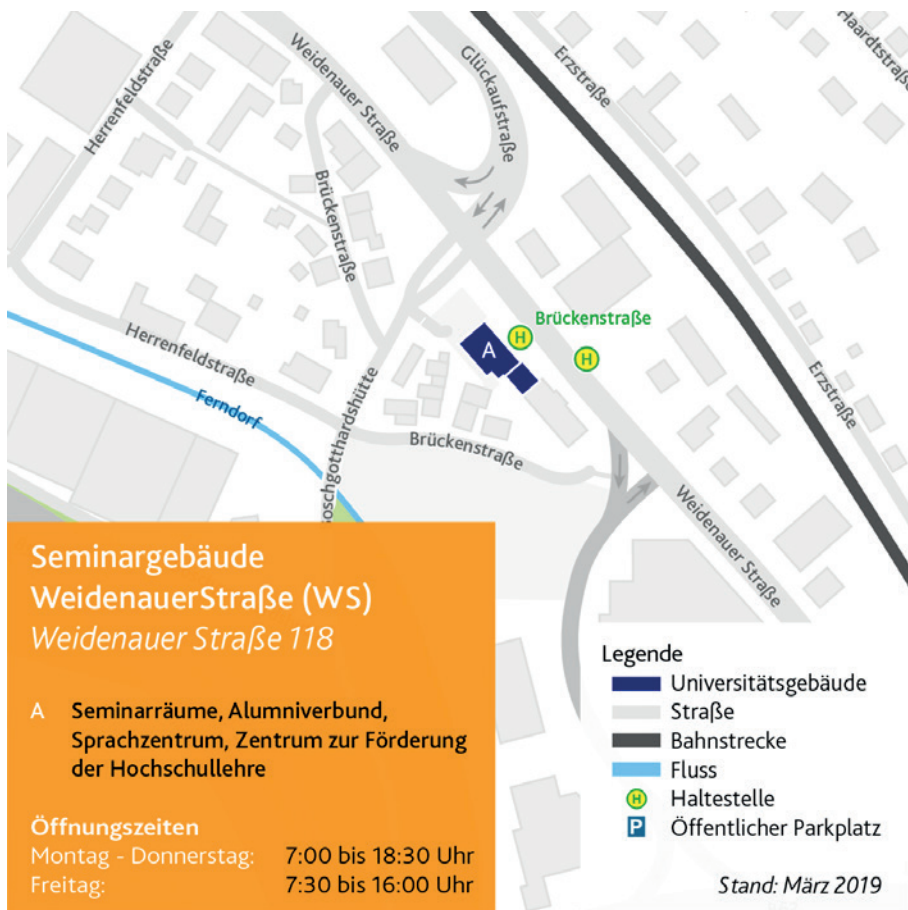 Weidenauer Straße
Glückaufstraße
Erzstraße
Haardtstraße
Herrenfeldstraße
Brückenstraße
Brückenstraße
H
H
A
Herrenfeldstraße
Ferndorf
Erzstraße
Brückenstraße
Weidenauer Straße
Seminargebäude
WeidenauerStraße (WS)
Weidenauer Straße 118
A Seminarräume, Alumniverbund,
Sprachzentrum, Zentrum zur Förderung
der Hochschullehre
Öffnungszeiten
Montag - Donnerstag: 7:00 bis 18:30 Uhr
Freitag: 7:30 bis 16:00 Uhr
Legende
Universitätsgebäude
Straße
Bahnstrecke
Fluss
H Haltestelle
P Öffentlicher Parkplatz
Stand: März 2019